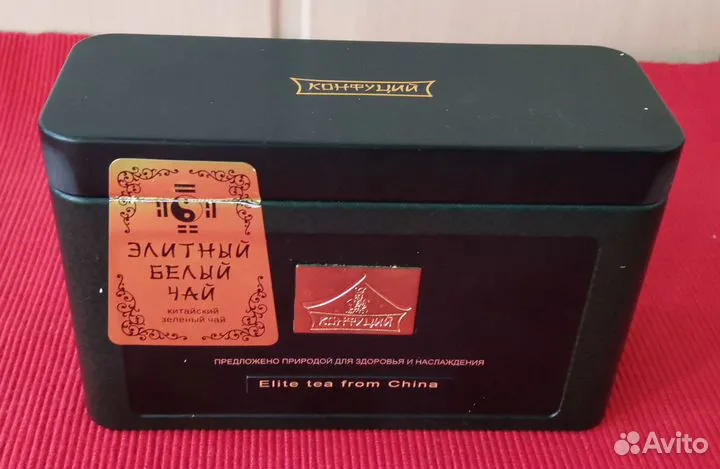 КОНФУЦИЙ
ЭЛИТНЫЙ
БЕЛЫЙ
ЧАЙ
китайский
зеленый чай
КОНФУЦИЙ
ПРЕДЛОЖЕНО ПРИРОДОЙ ДЛЯ ЗДОРОВЬЯ И НАСЛАЖДЕНИЯ
Elite tea from China
Avito